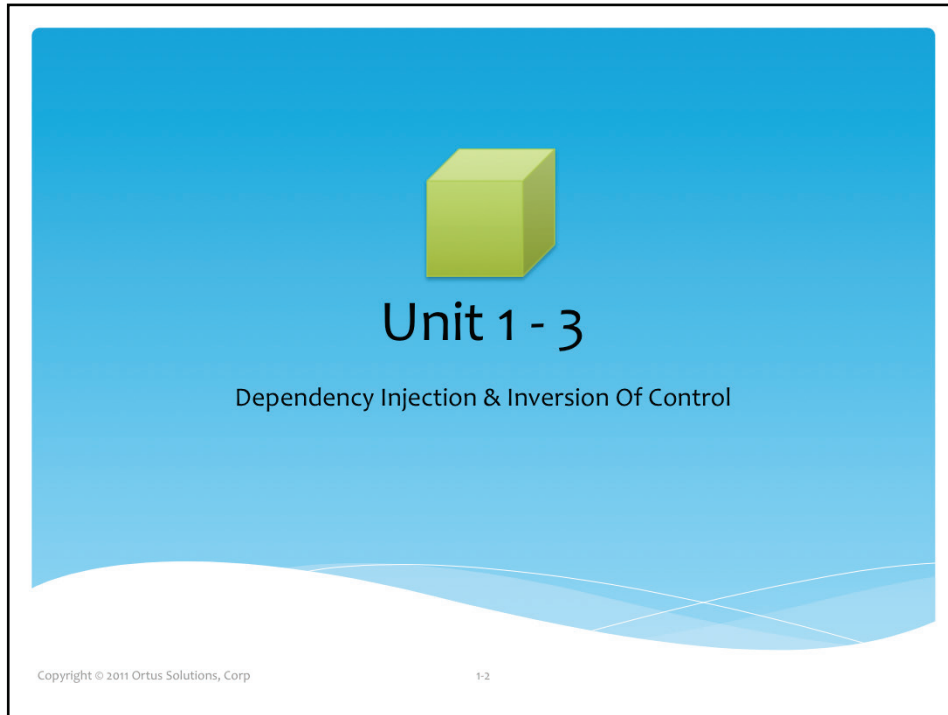 Unit 1 - 3
Dependency Injection & Inversion Of Control
Copyright © 2011 Ortus Solutions, Corp
1-2